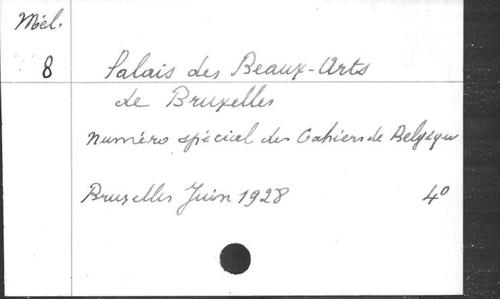 Mél.
8 Palais des Beaux-Arts
de Bruxelles
numéro spécial des Cahiers de Belgique
Bruxelles Juin 1928 4°